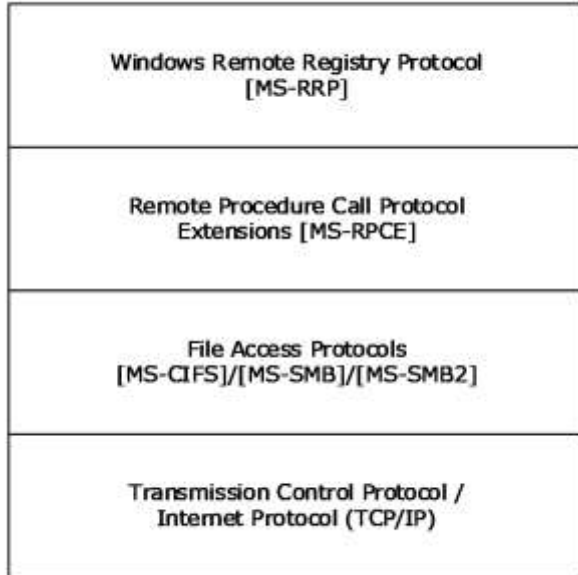 Windows Remote Registry Protocol
[MS-RRP]
Remote Procedure Call Protocol
Extensions [MS-RPCE]
File Access Protocols
[MS-CIFS]/[MS-SMB]/[MS-SMB2]
Transmission Control Protocol /
Internet Protocol (TCP/IP)